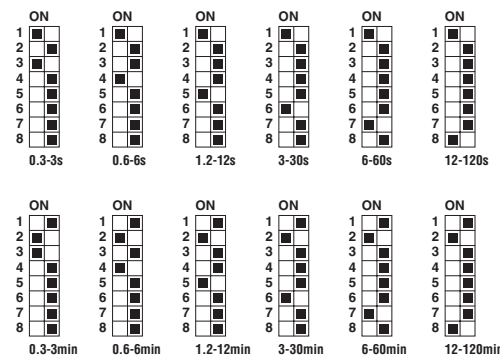 ON ON ON ON ON ON
1 1 1 1 1 1
2 2 2 2 2 2
3 3 3 3 3 3
4 4 4 4 4 4
5 5 5 5 5 5
6 6 6 6 6 6
7 7 7 7 7 7
8 8 8 8 8 8
0.3-3s 0.6-6s 1.2-12s 3-30s 6-60s 12-120s
ON ON ON ON ON ON
1 1 1 1 1 1
2 2 2 2 2 2
3 3 3 3 3 3
4 4 4 4 4 4
5 5 5 5 5 5
6 6 6 6 6 6
7 7 7 7 7 7
8 8 8 8 8 8
0.3-3min 0.6-6min 1.2-12min 3-30min 6-60min 12-120min